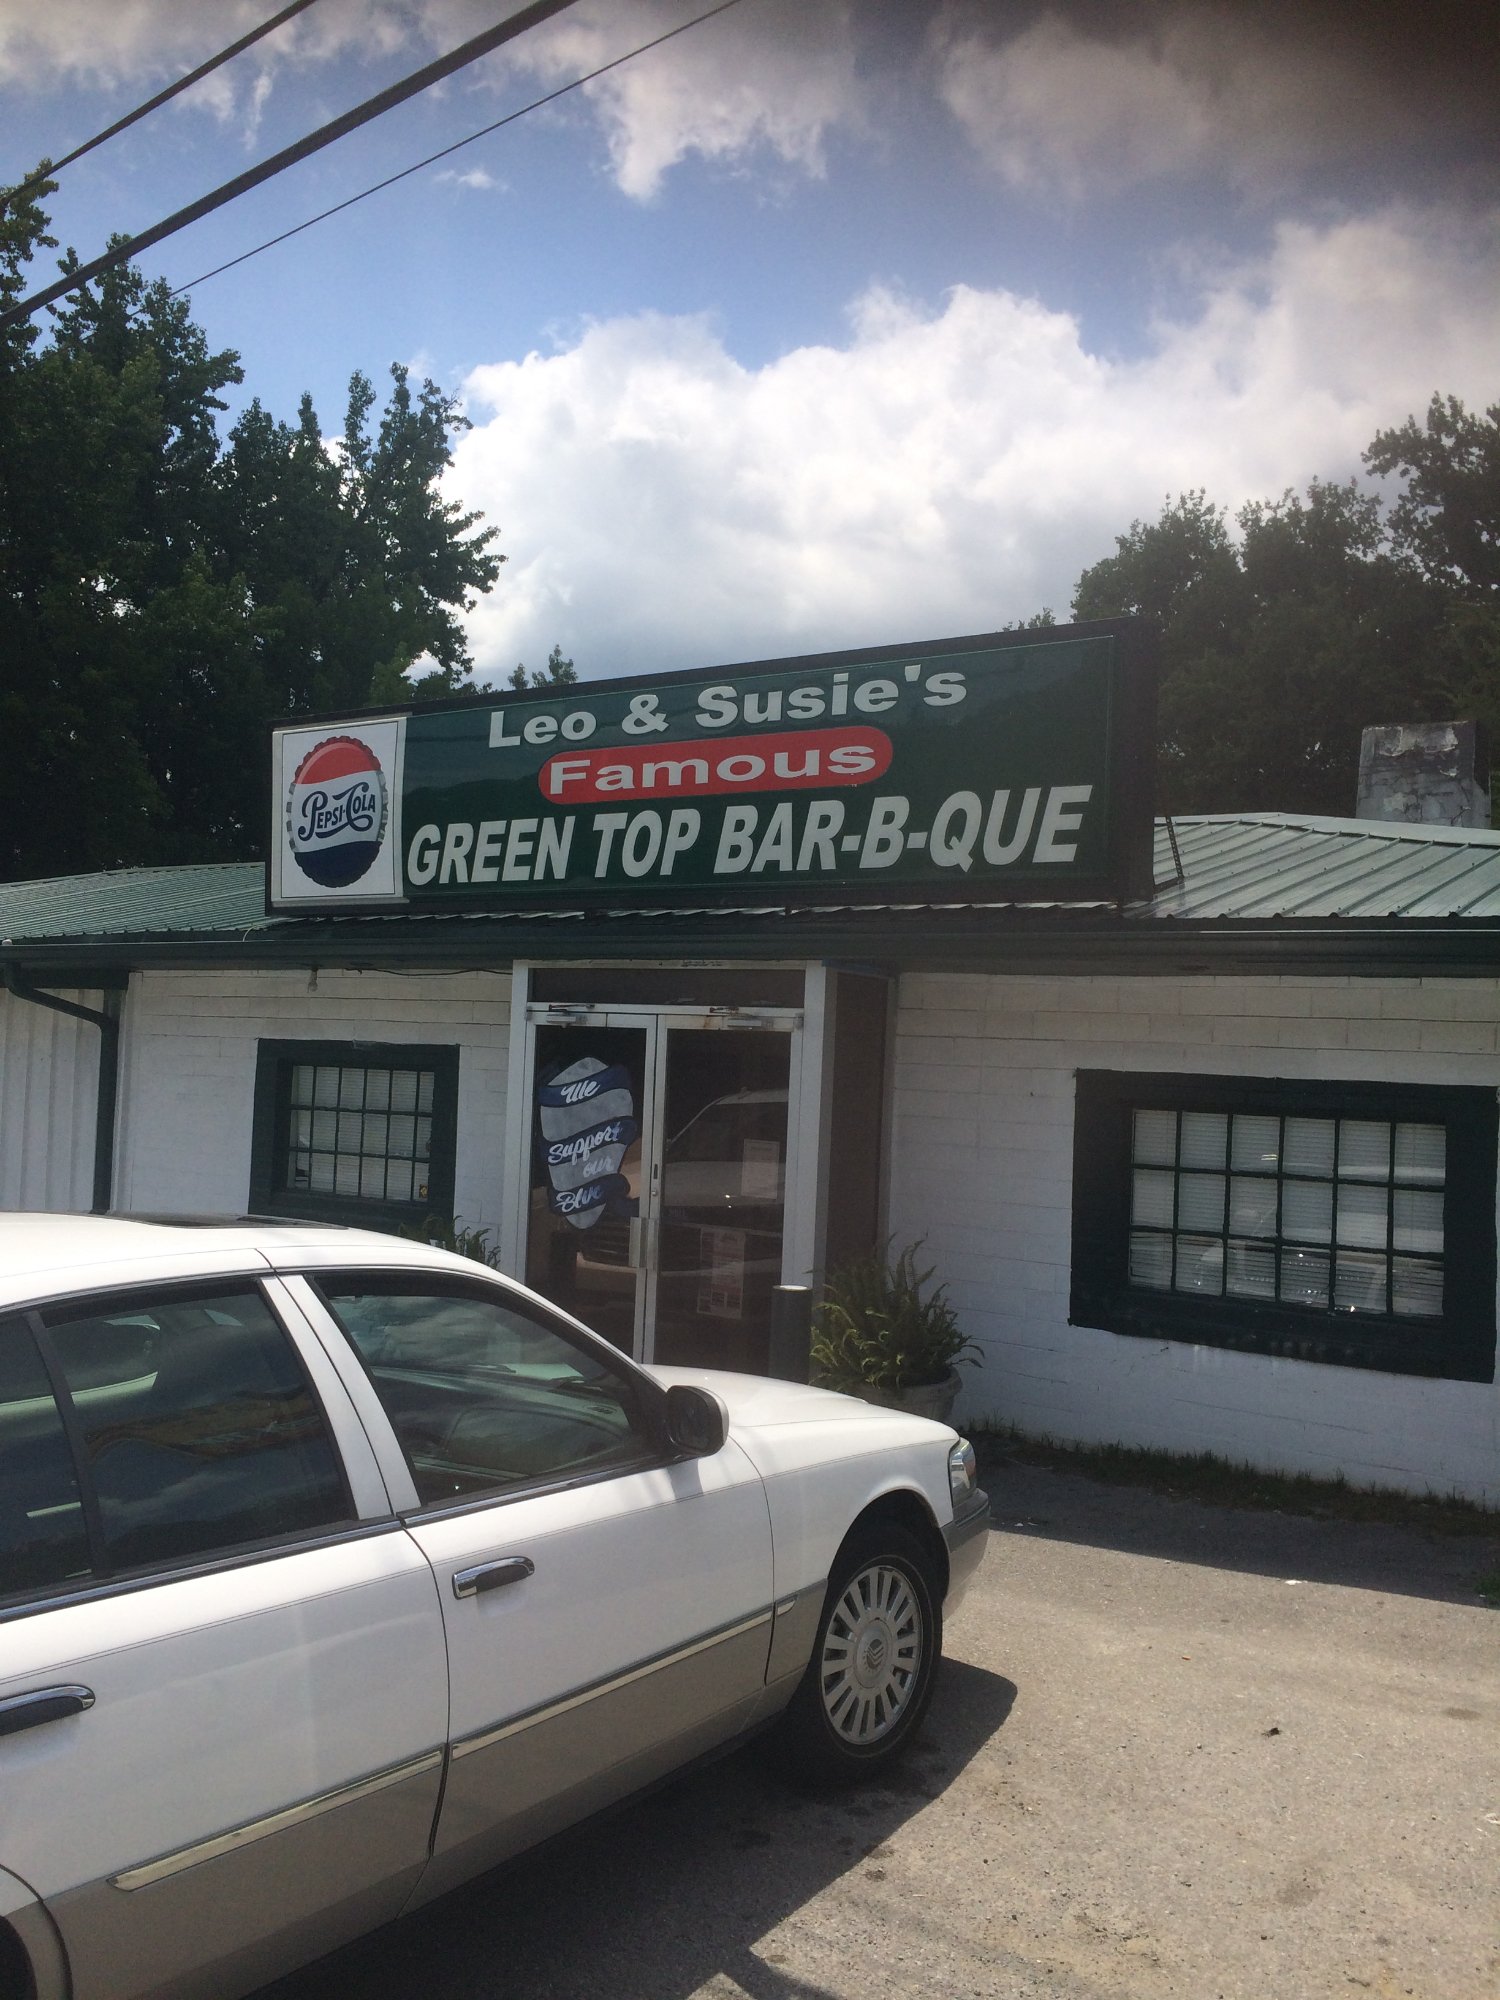 Leo & Susie's
Famous
PEPSI-COLA
GREEN TOP BAR-B-QUE
We
Support
our
Blue